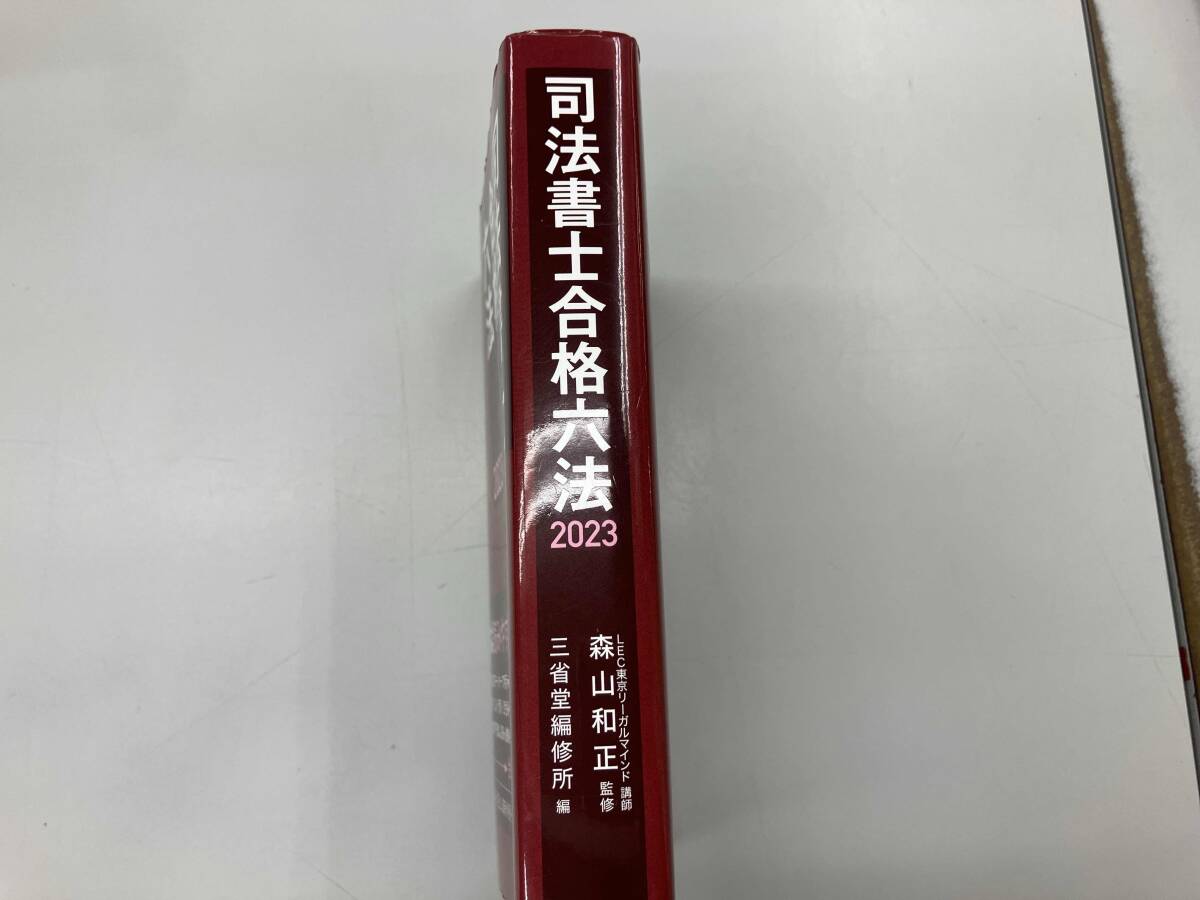 司法書士合格六法
2023
LEC東京リーガルマインド 講師
森山和正 監修
三省堂編修所 編